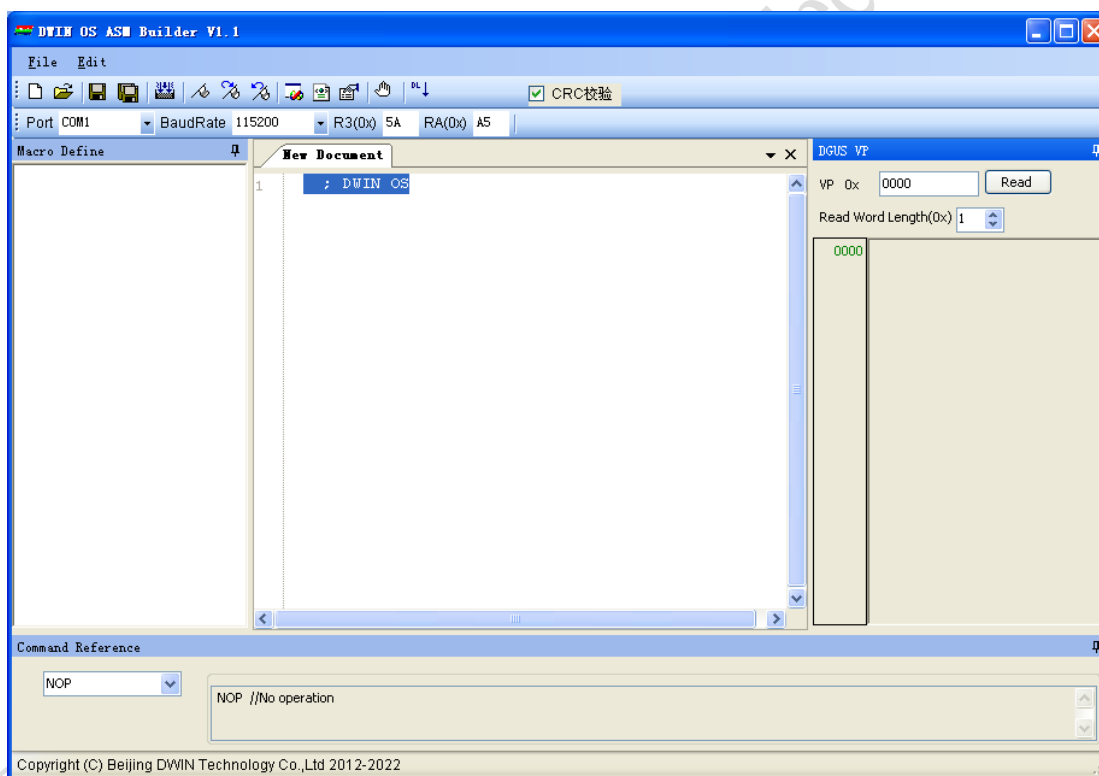 DWIN OS ASM Builder V1.1
File Edit
DL
CRC校验
Port COM1 BaudRate 115200 R3(0x) 5A RA(0x) A5
Macro Define
New Document
DGUS VP
1 ; DWIN OS
VP 0x 0000 Read
Read Word Length(0x) 1
0000
Command Reference
NOP
NOP //No operation
Copyright (C) Beijing DWIN Technology Co.,Ltd 2012-2022